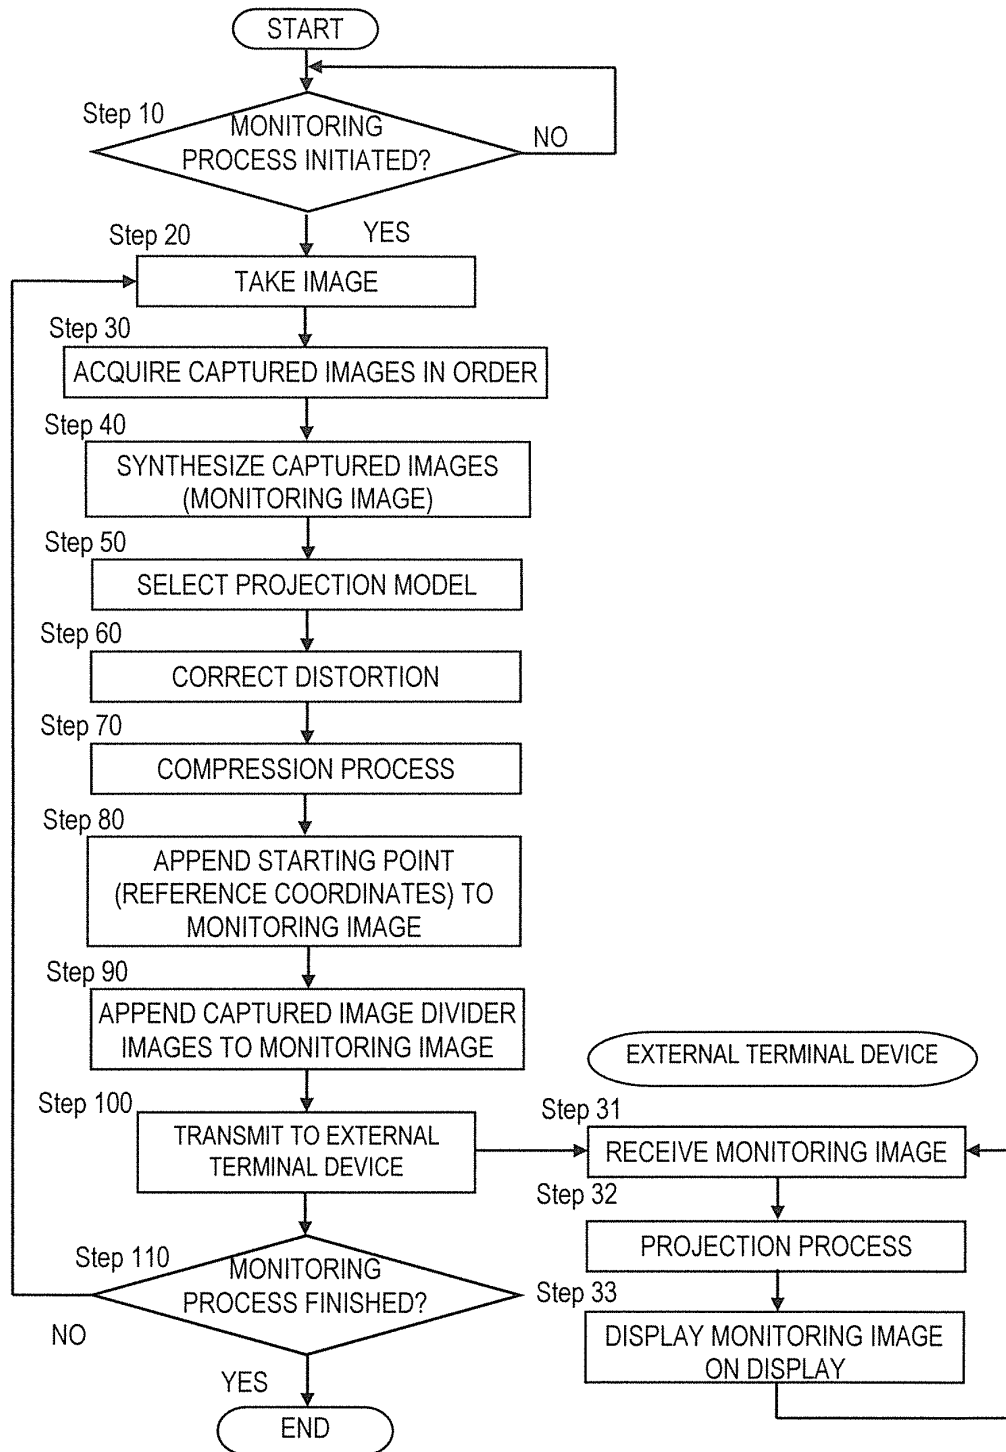 START
Step 10
MONITORING
PROCESS INITIATED?
NO
YES
Step 20
TAKE IMAGE
Step 30
ACQUIRE CAPTURED IMAGES IN ORDER
Step 40
SYNTHESIZE CAPTURED IMAGES
(MONITORING IMAGE)
Step 50
SELECT PROJECTION MODEL
Step 60
CORRECT DISTORTION
Step 70
COMPRESSION PROCESS
Step 80
APPEND STARTING POINT
(REFERENCE COORDINATES) TO
MONITORING IMAGE
Step 90
APPEND CAPTURED IMAGE DIVIDER
IMAGES TO MONITORING IMAGE
Step 100
TRANSMIT TO EXTERNAL
TERMINAL DEVICE
Step 110
MONITORING
PROCESS FINISHED?
NO
YES
END
EXTERNAL TERMINAL DEVICE
Step 31
RECEIVE MONITORING IMAGE
Step 32
PROJECTION PROCESS
Step 33
DISPLAY MONITORING IMAGE
ON DISPLAY